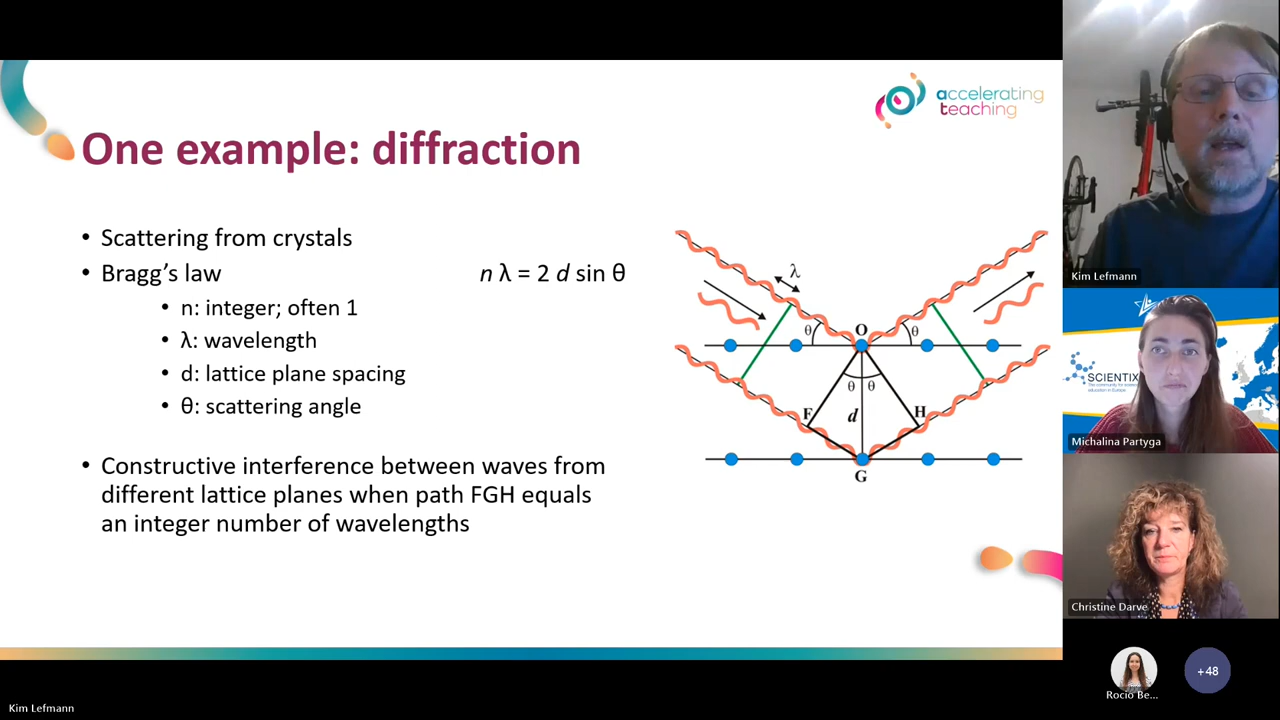 accelerating
teaching
One example: diffraction
• Scattering from crystals
• Bragg’s law n λ = 2 d sin θ
• n: integer; often 1
• λ: wavelength
• d: lattice plane spacing
• θ: scattering angle
• Constructive interference between waves from
different lattice planes when path FGH equals
an integer number of wavelengths
λ
θ O θ
θ θ
F d H
G
Kim Lefmann
SCIENTIX
Michalina Partyga
Christine Darve
Rocio Be...
+48
Kim Lefmann